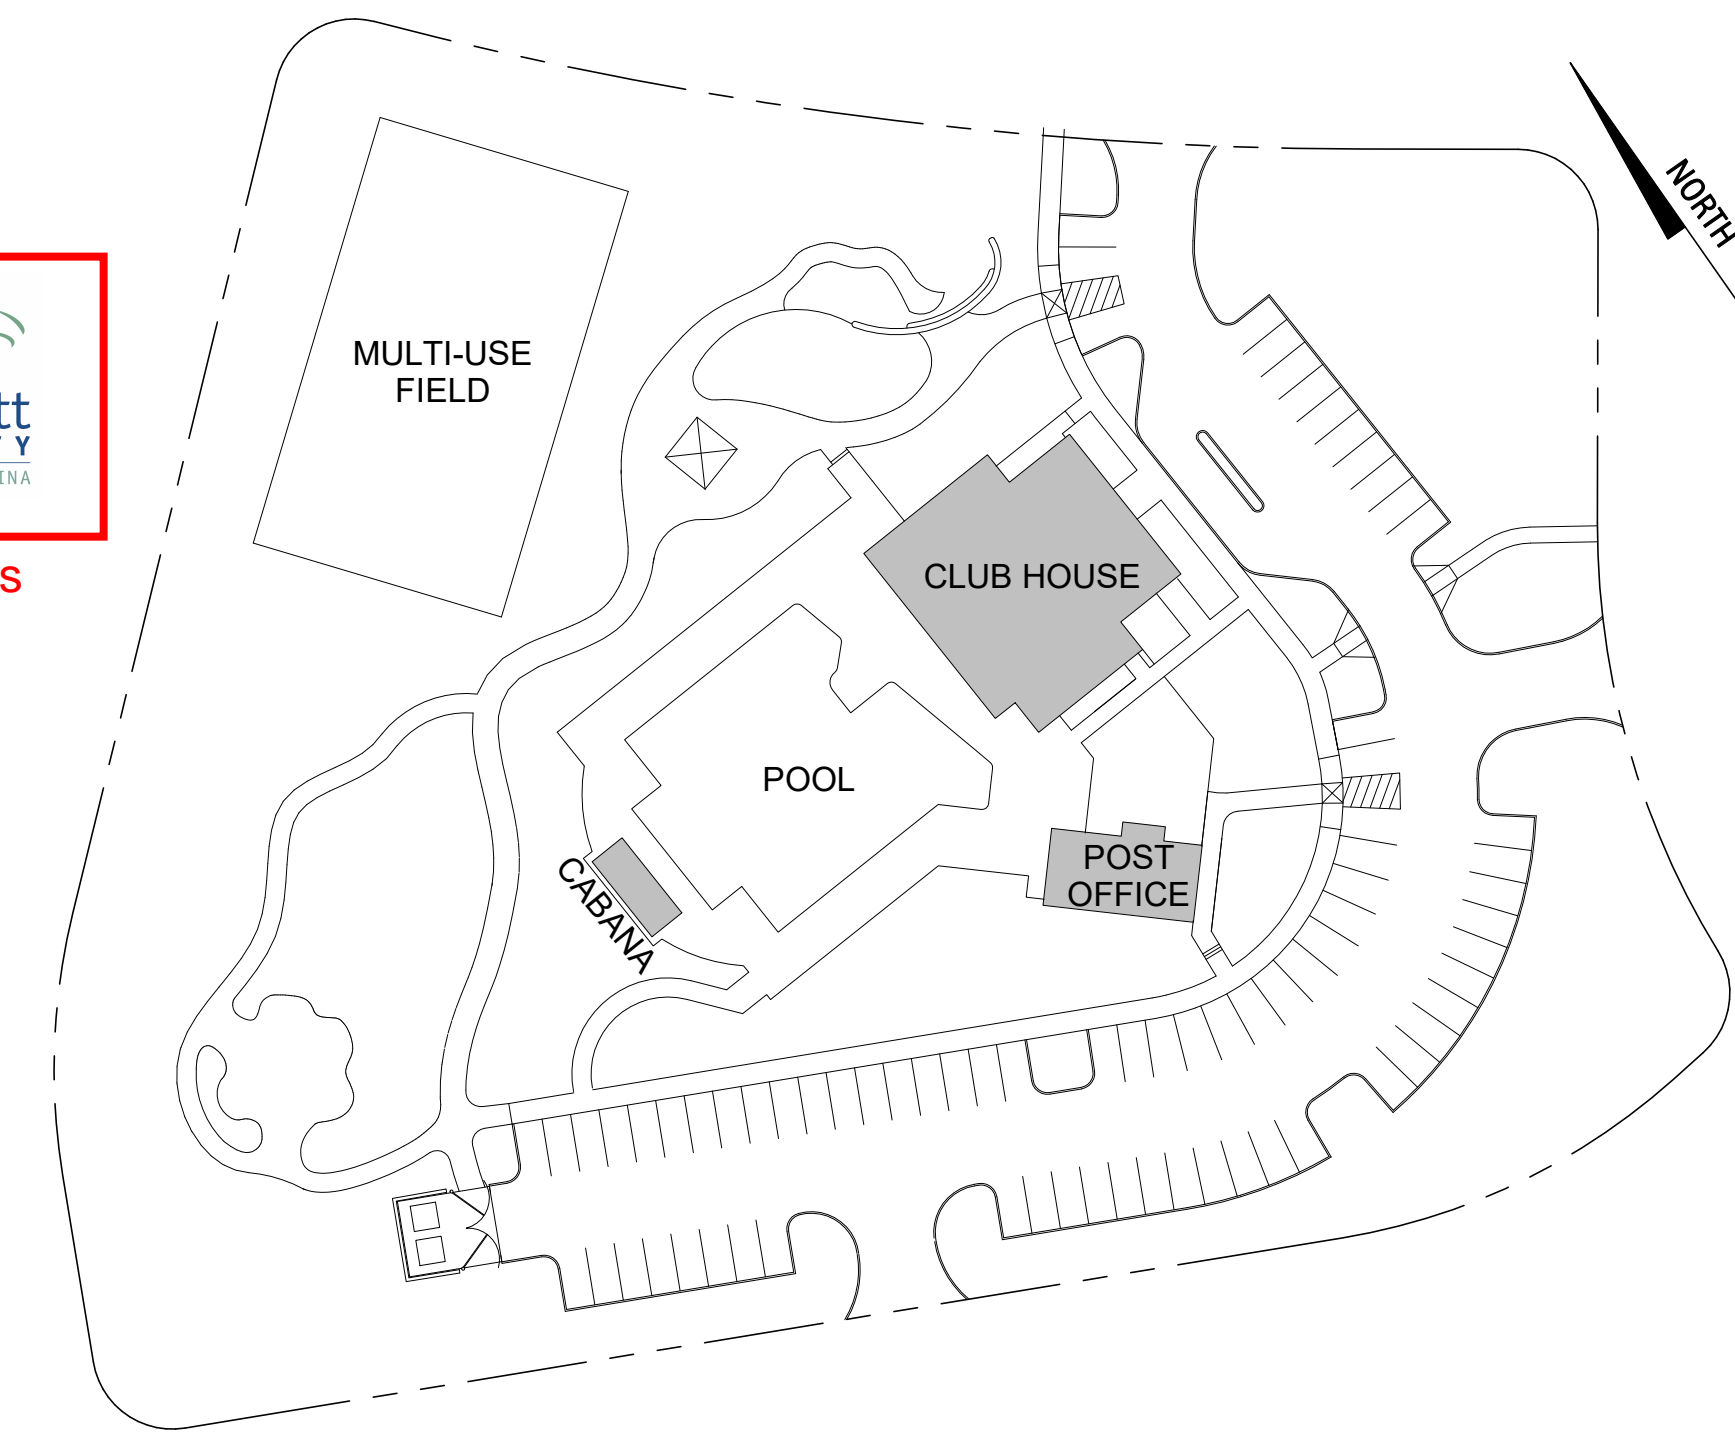 MULTI-USE
FIELD
NORTH
CLUB HOUSE
POOL
POST
OFFICE
CABANA